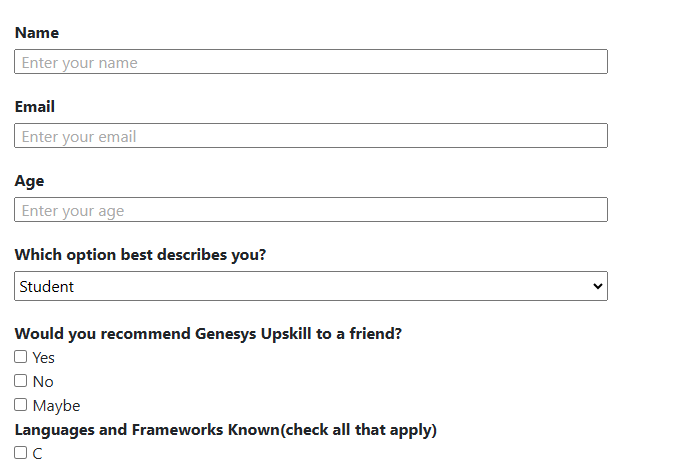 Name
Enter your name
Email
Enter your email
Age
Enter your age
Which option best describes you?
Student
Would you recommend Genesys Upskill to a friend?
Yes
No
Maybe
Languages and Frameworks Known(check all that apply)
C